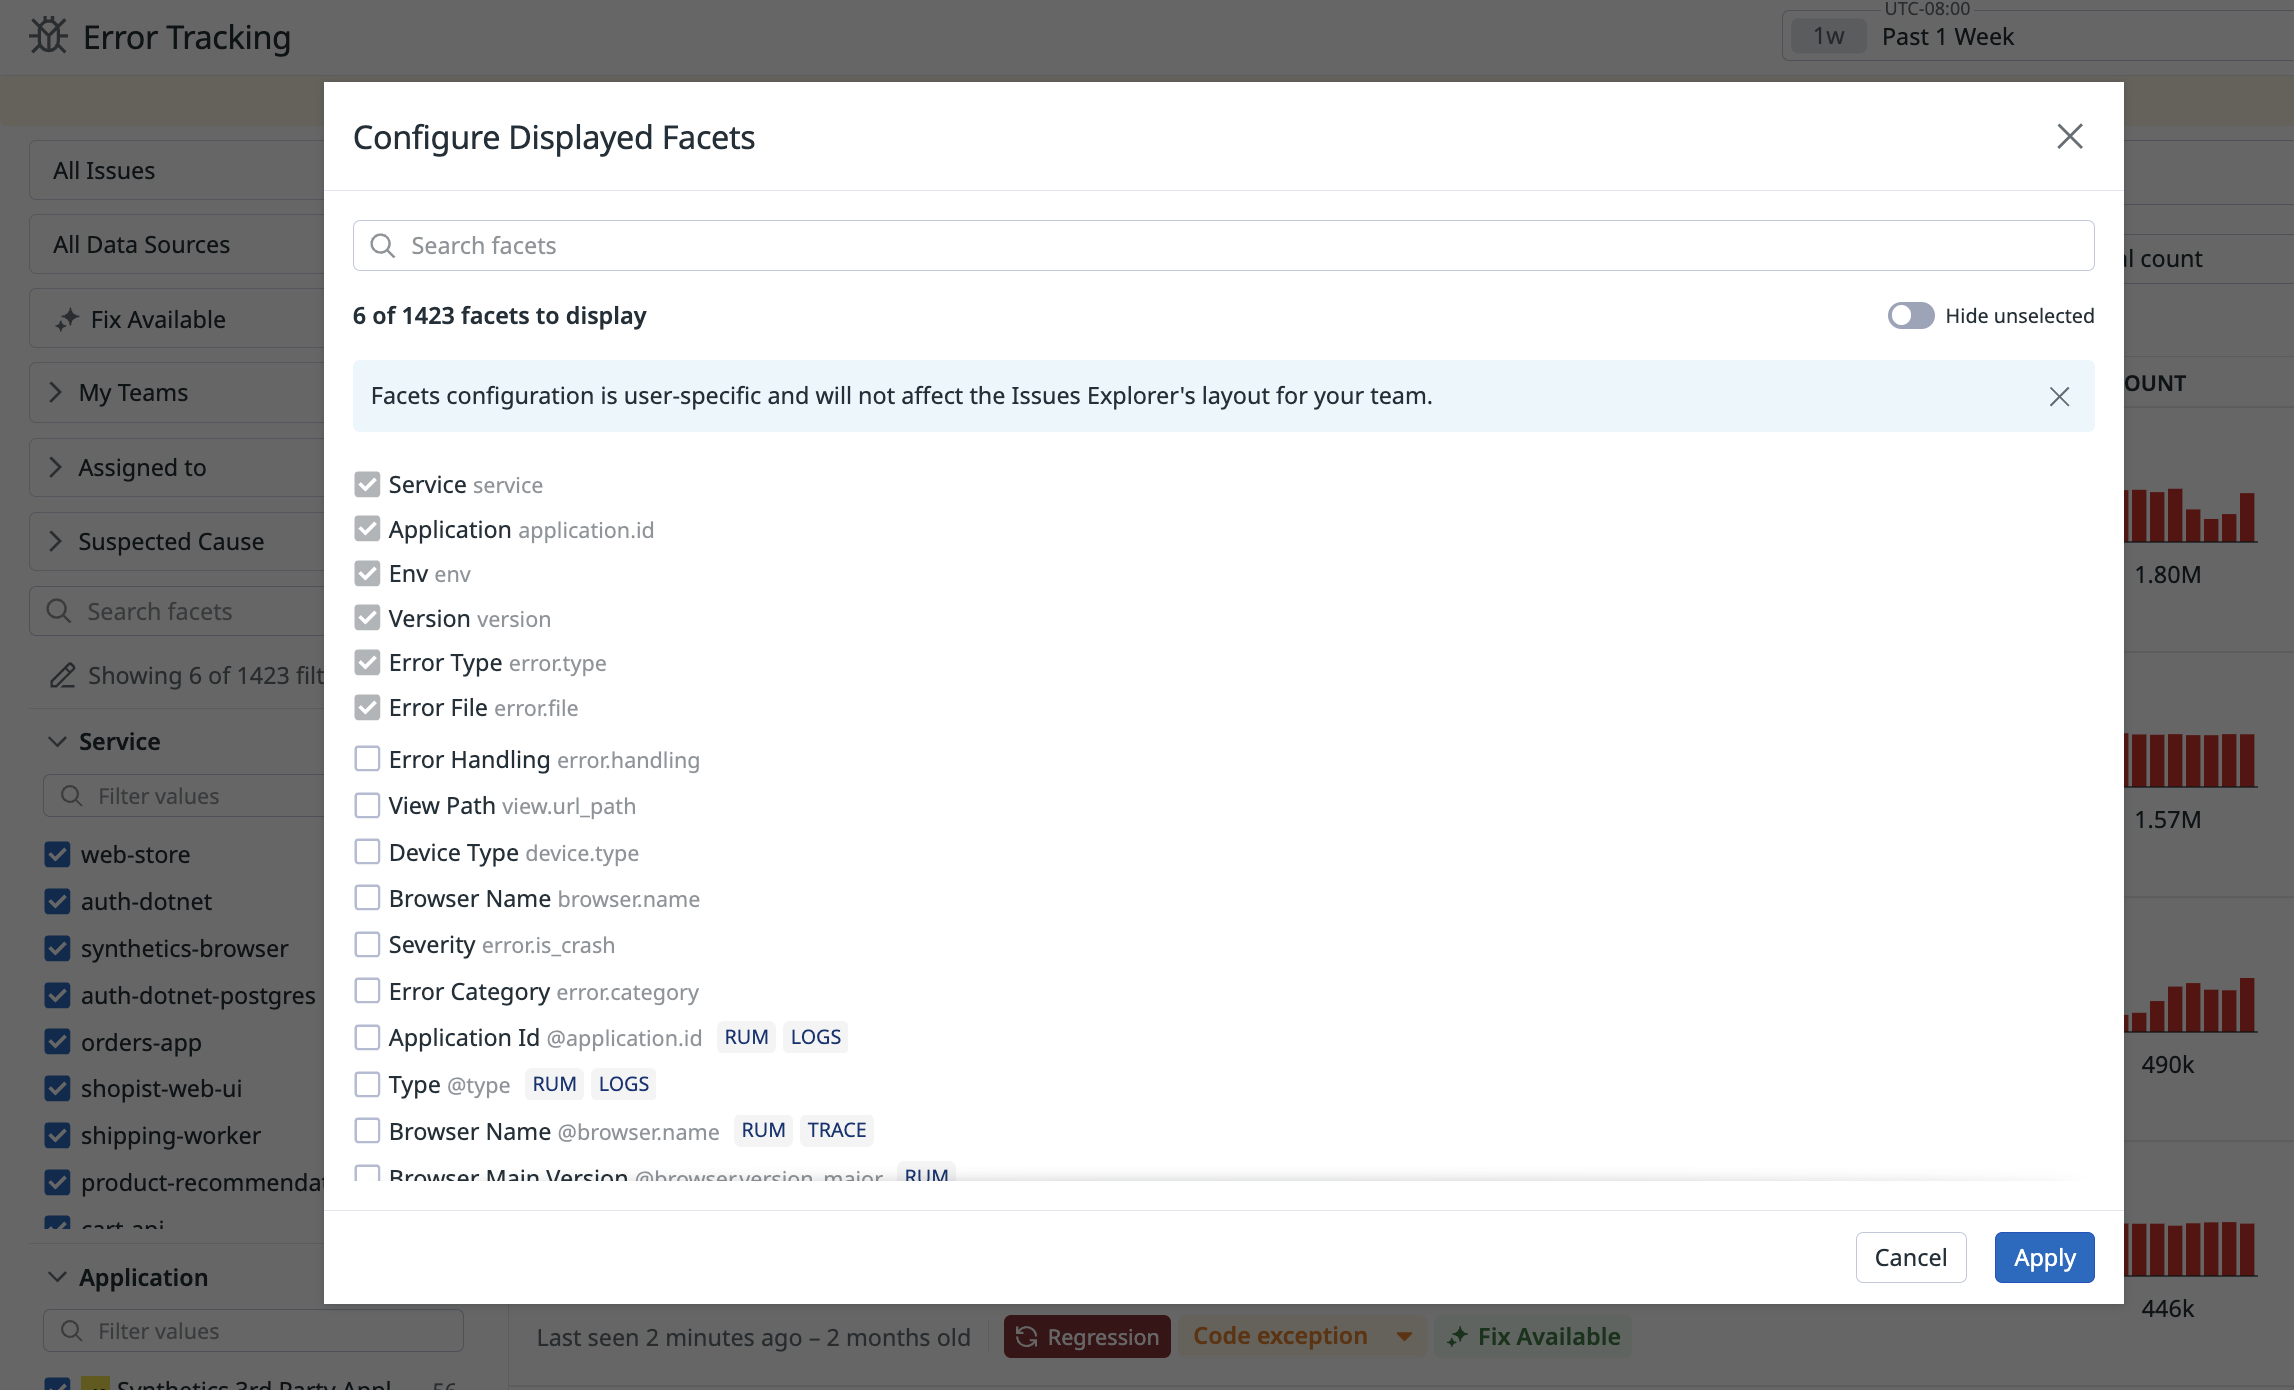 Error Tracking
UTC-08:00
1w Past 1 Week
All Issues
All Data Sources
Fix Available
My Teams
Assigned to
Suspected Cause
Search facets
Showing 6 of 1423 filt
Service
Filter values
web-store
auth-dotnet
synthetics-browser
auth-dotnet-postgres
orders-app
shopist-web-ui
shipping-worker
product-recommenda
cart-api
Application
Filter values
Synthetics 3rd Party Appl 56
Configure Displayed Facets
Search facets
6 of 1423 facets to display
Hide unselected
Facets configuration is user-specific and will not affect the Issues Explorer's layout for your team.
Service service
Application application.id
Env env
Version version
Error Type error.type
Error File error.file
Error Handling error.handling
View Path view.url_path
Device Type device.type
Browser Name browser.name
Severity error.is_crash
Error Category error.category
Application Id @application.id RUM LOGS
Type @type RUM LOGS
Browser Name @browser.name RUM TRACE
Browser Main Version @browser.version_major RUM
Cancel Apply
l count
OUNT
1.80M
1.57M
490k
446k
Last seen 2 minutes ago – 2 months old Regression Code exception Fix Available